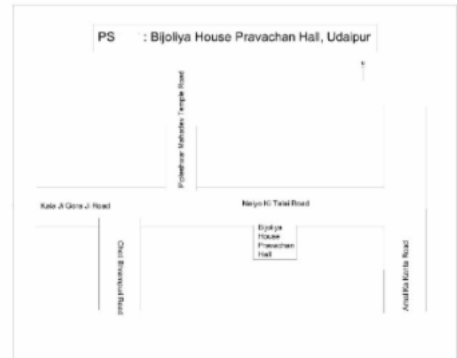 PS : Bijoliya House Pravachan Hall, Udaipur
Mahadev Temple Road
Kala Ji Gora Ji Road
Naiyo Ki Talai Road
Bijoliya
House
Pravachan
Hall
Road
Amal Ka Kanta Road